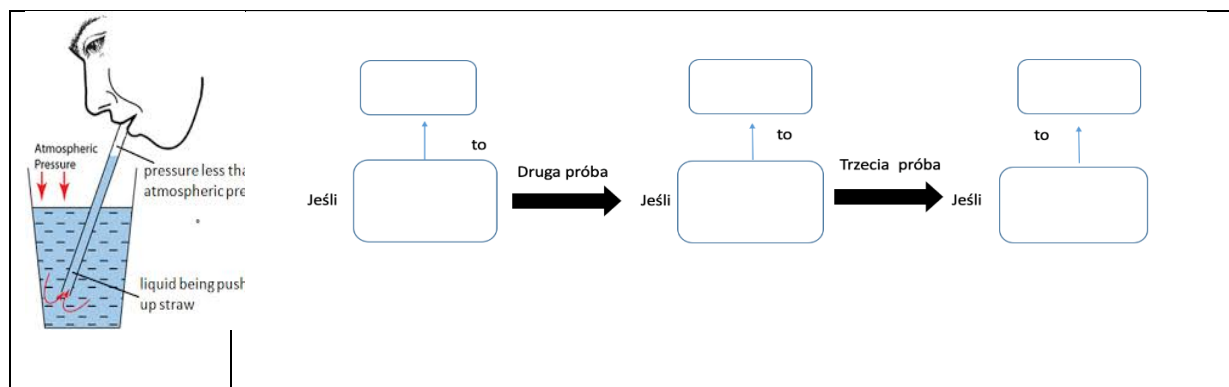 Atmospheric
Pressure
pressure less tha
atmospheric pre
liquid being push
up straw
Jeśli
to
Druga próba
Jeśli
to
Trzecia próba
Jeśli
to